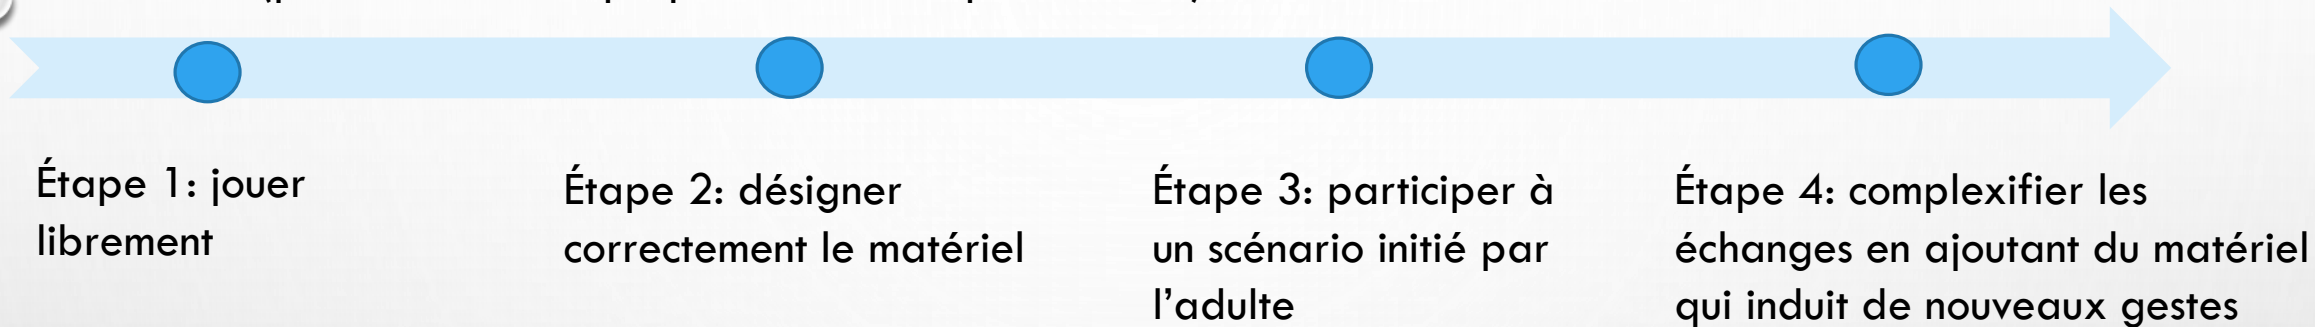 Étape 1: jouer
librement
Étape 2: désigner
correctement le matériel
Étape 3: participer à
un scénario initié par
l’adulte
Étape 4: complexifier les
échanges en ajoutant du matériel
qui induit de nouveaux gestes